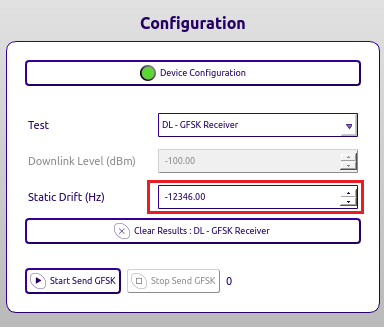 Configuration
Device Configuration
Test
DL - GFSK Receiver
Downlink Level (dBm)
-100.00
Static Drift (Hz)
-12346.00
Clear Results : DL - GFSK Receiver
Start Send GFSK
Stop Send GFSK
0